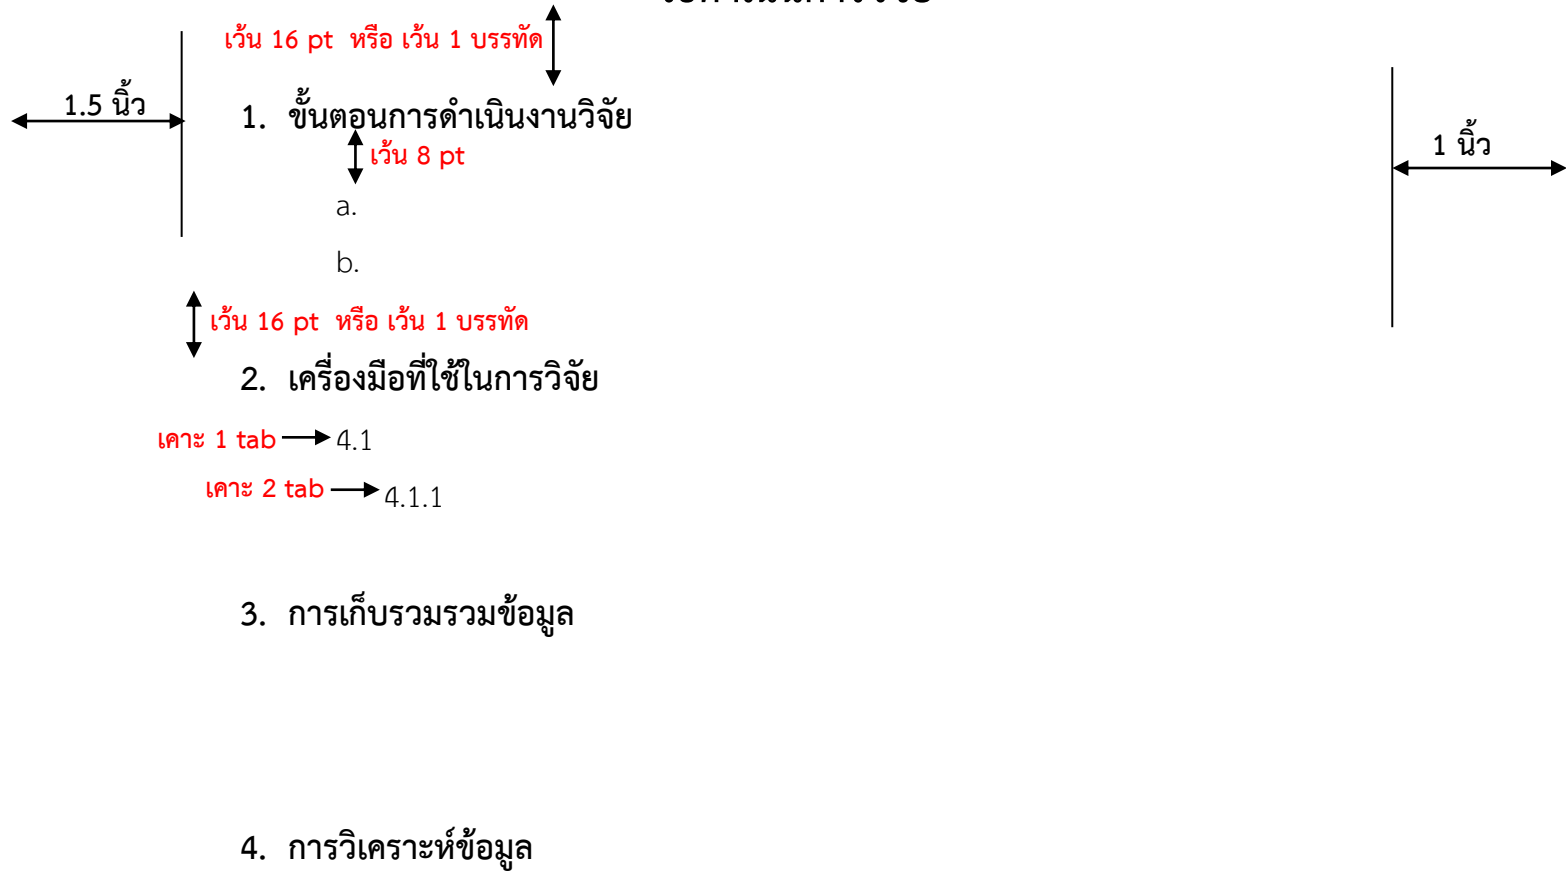 เว้น 16 pt หรือ เว้น 1 บรรทัด
1.5 นิ้ว
1. ขั้นตอนการดำเนินงานวิจัย
1 นิ้ว
เว้น 8 pt
a.
b.
เว้น 16 pt หรือ เว้น 1 บรรทัด
2. เครื่องมือที่ใช้ในการวิจัย
เคาะ 1 tab 4.1
เคาะ 2 tab 4.1.1
3. การเก็บรวมรวมข้อมูล
4. การวิเคราะห์ข้อมูล